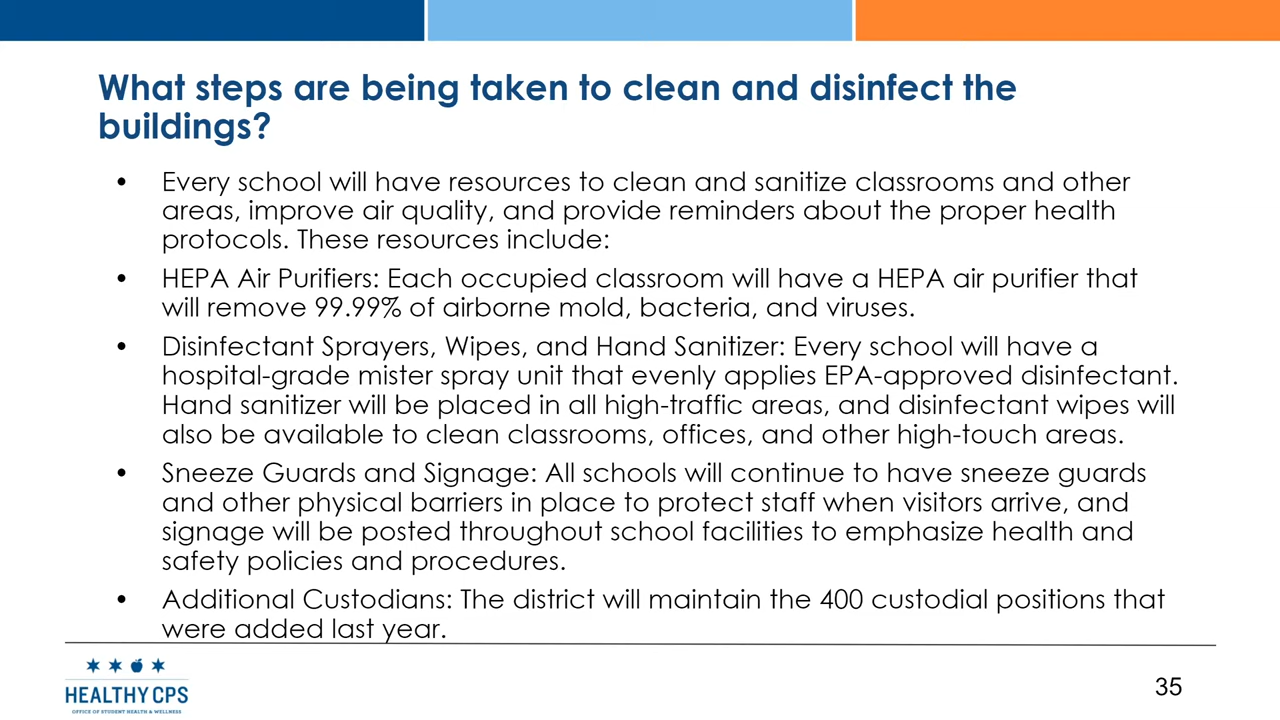 What steps are being taken to clean and disinfect the
buildings?
• Every school will have resources to clean and sanitize classrooms and other
areas, improve air quality, and provide reminders about the proper health
protocols. These resources include:
• HEPA Air Purifiers: Each occupied classroom will have a HEPA air purifier that
will remove 99.99% of airborne mold, bacteria, and viruses.
• Disinfectant Sprayers, Wipes, and Hand Sanitizer: Every school will have a
hospital-grade mister spray unit that evenly applies EPA-approved disinfectant.
Hand sanitizer will be placed in all high-traffic areas, and disinfectant wipes will
also be available to clean classrooms, offices, and other high-touch areas.
• Sneeze Guards and Signage: All schools will continue to have sneeze guards
and other physical barriers in place to protect staff when visitors arrive, and
signage will be posted throughout school facilities to emphasize health and
safety policies and procedures.
• Additional Custodians: The district will maintain the 400 custodial positions that
were added last year.
HEALTHY CPS
OFFICE OF STUDENT HEALTH & WELLNESS
35